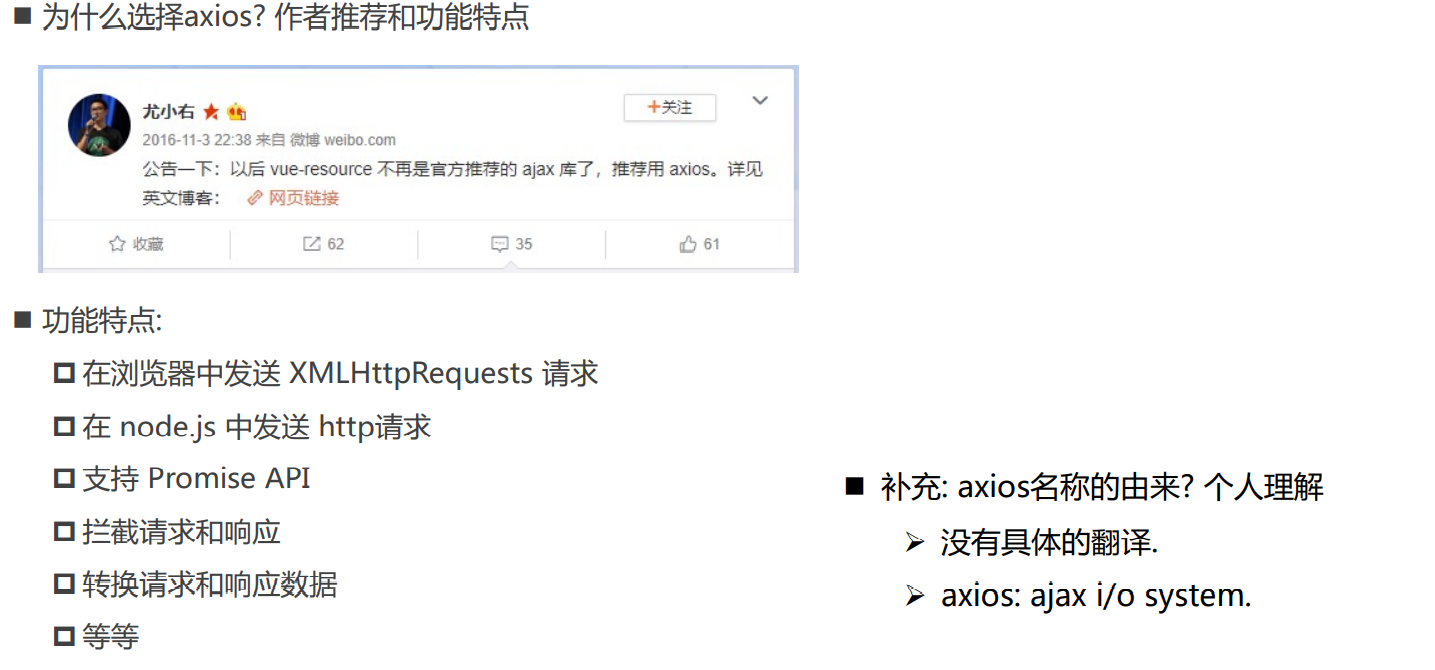 为什么选择axios? 作者推荐和功能特点
尤小右
+关注
2016-11-3 22:38 来自 微博 weibo.com
公告一下：以后 vue-resource 不再是官方推荐的 ajax 库了，推荐用 axios。详见
英文博客： 网页链接
收藏 62 35 61
功能特点:
在浏览器中发送 XMLHttpRequests 请求
在 node.js 中发送 http请求
支持 Promise API
拦截请求和响应
转换请求和响应数据
等等
补充: axios名称的由来? 个人理解
没有具体的翻译.
axios: ajax i/o system.